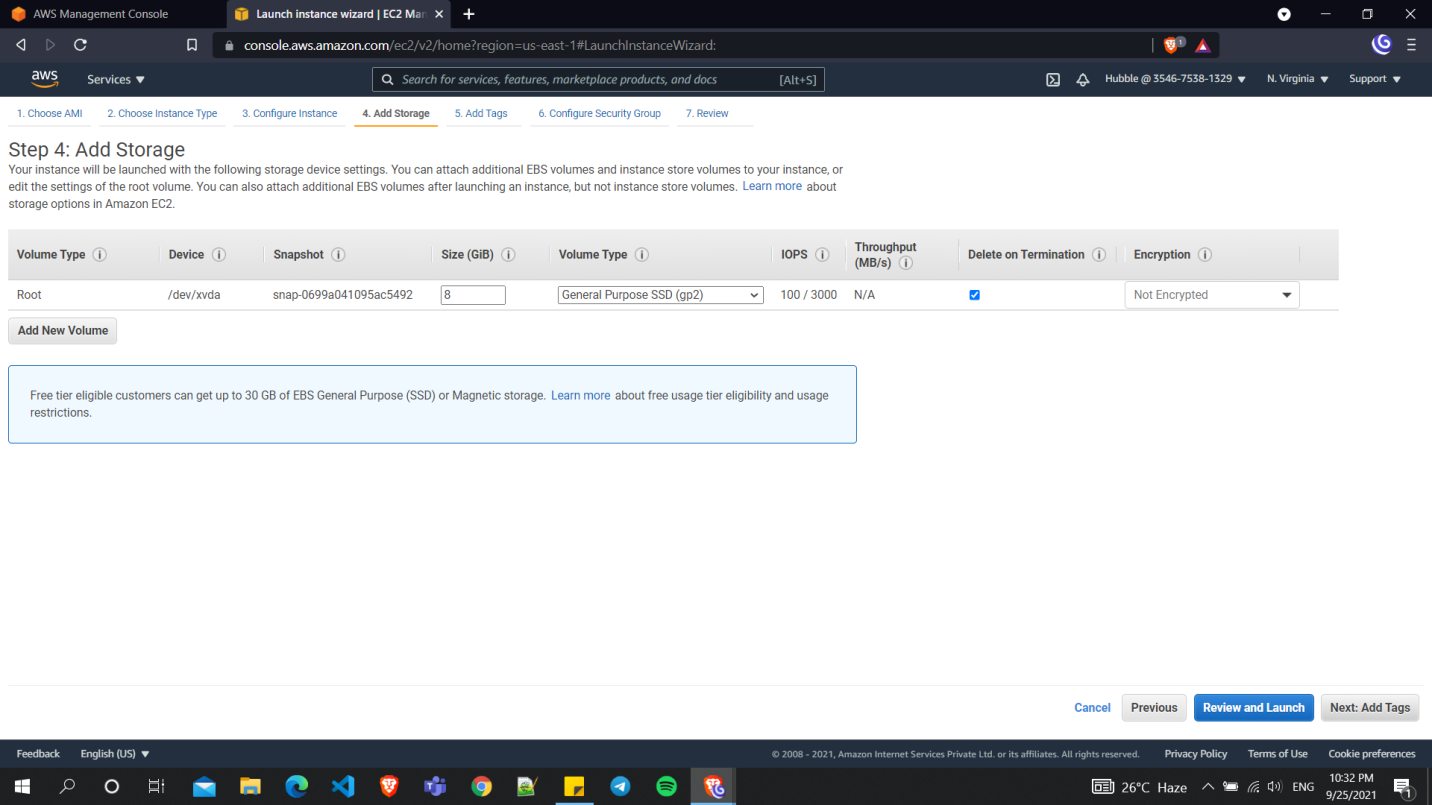 AWS Management Console
Launch instance wizard | EC2 Man
console.aws.amazon.com/ec2/v2/home?region=us-east-1#LaunchInstanceWizard:
1
aws
Services
Search for services, features, marketplace products, and docs
[Alt+S]
Hubble @ 3546-7538-1329
N. Virginia
Support
1. Choose AMI
2. Choose Instance Type
3. Configure Instance
4. Add Storage
5. Add Tags
6. Configure Security Group
7. Review
Step 4: Add Storage
Your instance will be launched with the following storage device settings. You can attach additional EBS volumes and instance store volumes to your instance, or
edit the settings of the root volume. You can also attach additional EBS volumes after launching an instance, but not instance store volumes. Learn more about
storage options in Amazon EC2.
Volume Type
Device
Snapshot
Size (GiB)
Volume Type
IOPS
Throughput
(MB/s)
Delete on Termination
Encryption
Root
/dev/xvda
snap-0699a041095ac5492
8
General Purpose SSD (gp2)
100 / 3000
N/A
Not Encrypted
Add New Volume
Free tier eligible customers can get up to 30 GB of EBS General Purpose (SSD) or Magnetic storage. Learn more about free usage tier eligibility and usage
restrictions.
Cancel
Previous
Review and Launch
Next: Add Tags
Feedback
English (US)
© 2008 - 2021, Amazon Internet Services Private Ltd. or its affiliates. All rights reserved.
Privacy Policy
Terms of Use
Cookie preferences
26°C Haze
ENG
10:32 PM
9/25/2021
1